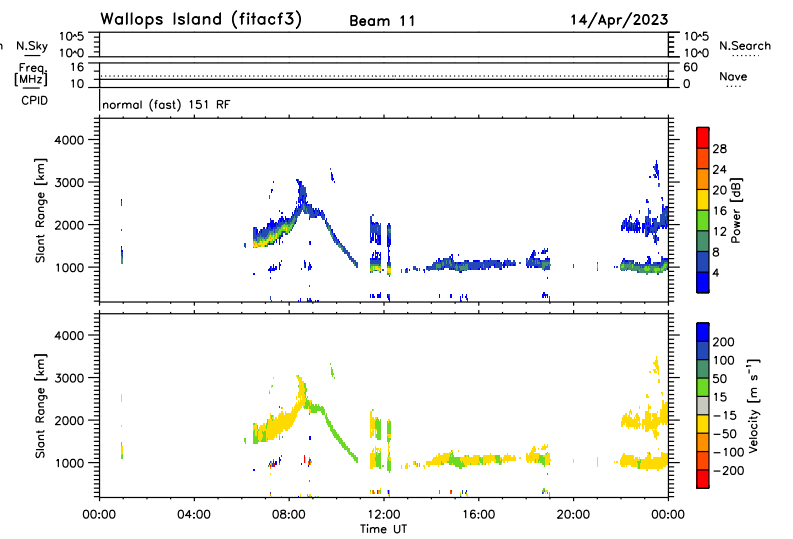 Wallops Island (fitacf3) Beam 11 14/Apr/2023
N.Sky 10^5 10^5 N.Search
10^0 10^0
Freq. 16 60 Nave
[MHz] 10 0
CPID normal (fast) 151 RF
4000
3000
2000
1000
Slant Range [km]
28
24
20
16
12
8
4
Power [dB]
4000
3000
2000
1000
Slant Range [km]
200
100
50
15
-15
-50
-100
-200
Velocity [m s⁻¹]
00:00 04:00 08:00 12:00 16:00 20:00 00:00
Time UT